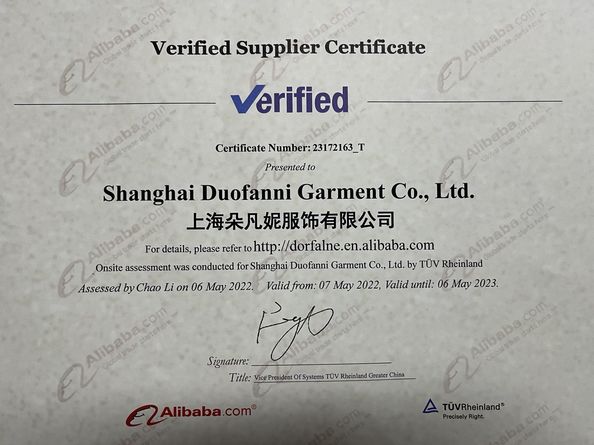 Verified Supplier Certificate
Verified
Certificate Number: 23172163_T
Presented to
Shanghai Duofanni Garment Co., Ltd.
上海朵凡妮服饰有限公司
For details, please refer to http://dorfalne.en.alibaba.com
Onsite assessment was conducted for Shanghai Duofanni Garment Co., Ltd. by TÜV Rheinland
Assessed by Chao Li on 06 May 2022. Valid from: 07 May 2022, Valid until: 06 May 2023.
Signature:
Title: Vice President Of Systems TÜV Rheinland Greater China
Alibaba.com®
TÜVRheinland®
Precisely Right.